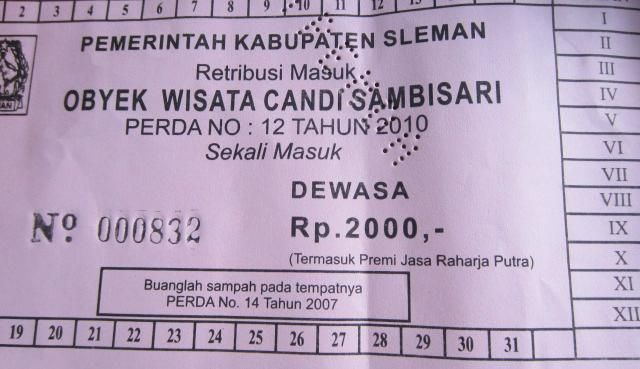 2 3 4 5 6 7 8 9 10 11 12 13
PEMERINTAH KABUPATEN SLEMAN
Retribusi Masuk
OBYEK WISATA CANDI SAMBISARI
PERDA NO : 12 TAHUN 2010
Sekali Masuk
DEWASA
Nº 000832
Rp.2000,-
(Termasuk Premi Jasa Raharja Putra)
Buanglah sampah pada tempatnya
PERDA No. 14 Tahun 2007
19 20 21 22 23 24 25 26 27 28 29 30 31
I
II
III
IV
V
VI
VII
VIII
IX
X
XI
XII